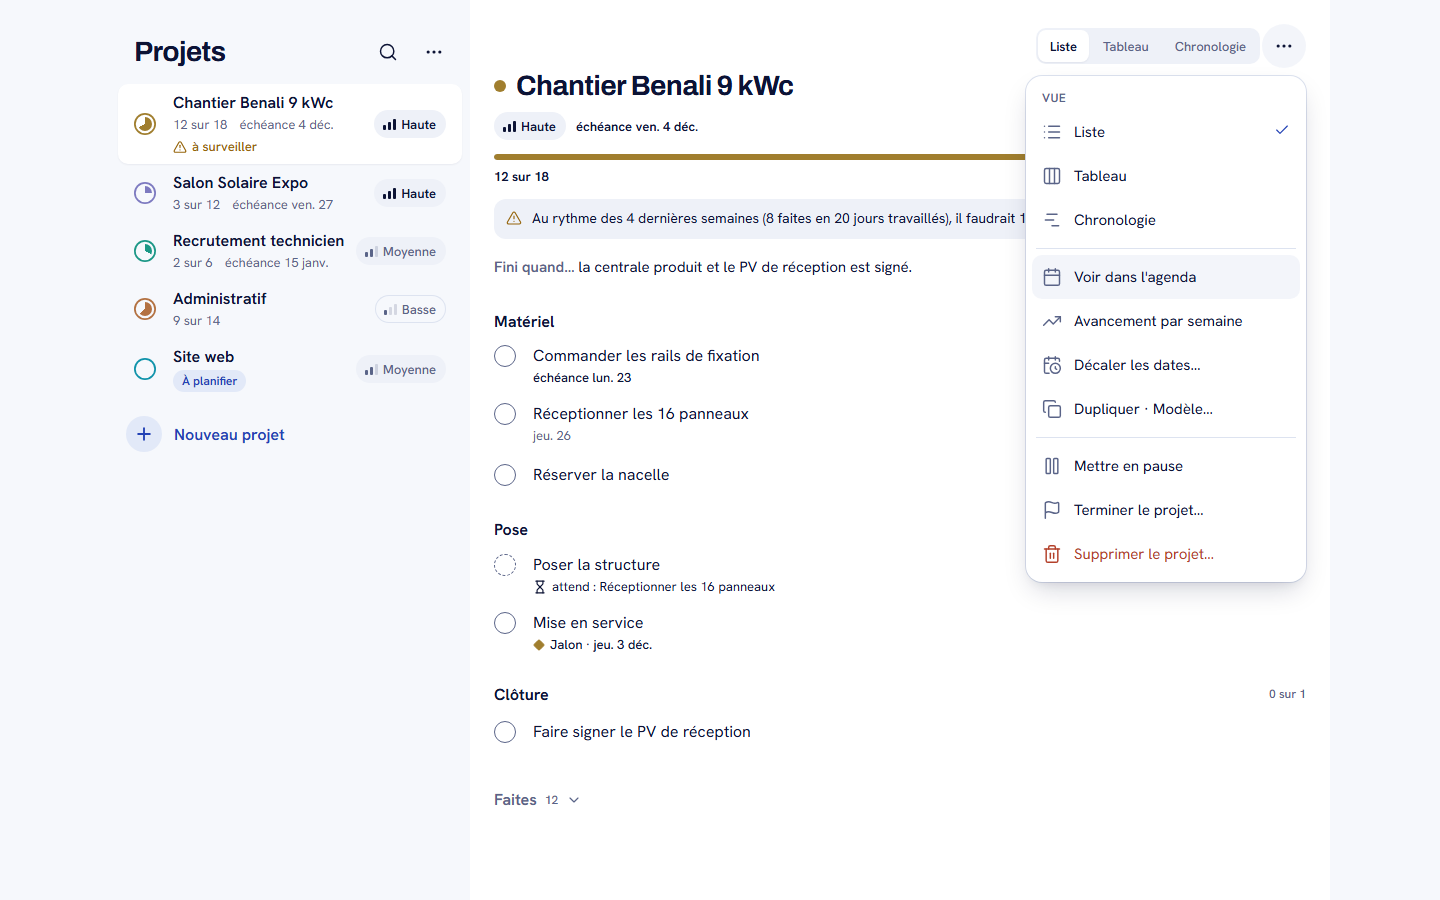 Projets
Chantier Benali 9 kWc
12 sur 18 échéance 4 déc.
à surveiller
Haute
Salon Solaire Expo
3 sur 12 échéance ven. 27
Haute
Recrutement technicien
2 sur 6 échéance 15 janv.
Moyenne
Administratif
9 sur 14
Basse
Site web
À planifier
Moyenne
Nouveau projet
Liste Tableau Chronologie
Chantier Benali 9 kWc
Haute échéance ven. 4 déc.
12 sur 18
Au rythme des 4 dernières semaines (8 faites en 20 jours travaillés), il faudrait 1
Fini quand... la centrale produit et le PV de réception est signé.
Matériel
Commander les rails de fixation
échéance lun. 23
Réceptionner les 16 panneaux
jeu. 26
Réserver la nacelle
Pose
Poser la structure
attend : Réceptionner les 16 panneaux
Mise en service
Jalon · jeu. 3 déc.
Clôture
0 sur 1
Faire signer le PV de réception
Faites 12
VUE
Liste
Tableau
Chronologie
Voir dans l'agenda
Avancement par semaine
Décaler les dates...
Dupliquer · Modèle...
Mettre en pause
Terminer le projet...
Supprimer le projet...